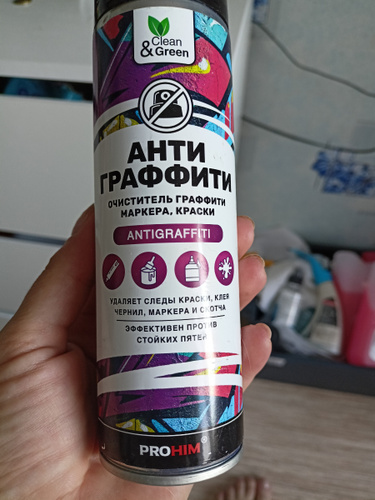 Clean
& Green
АНТИ
ГРАФФИТИ
ОЧИСТИТЕЛЬ ГРАФФИТИ
МАРКЕРА, КРАСКИ
ANTIGRAFFITI
УДАЛЯЕТ СЛЕДЫ КРАСКИ, КЛЕЯ
ЧЕРНИЛ, МАРКЕРА И СКОТЧА
ЭФФЕКТИВЕН ПРОТИВ
СТОЙКИХ ПЯТЕН
PROHIM®